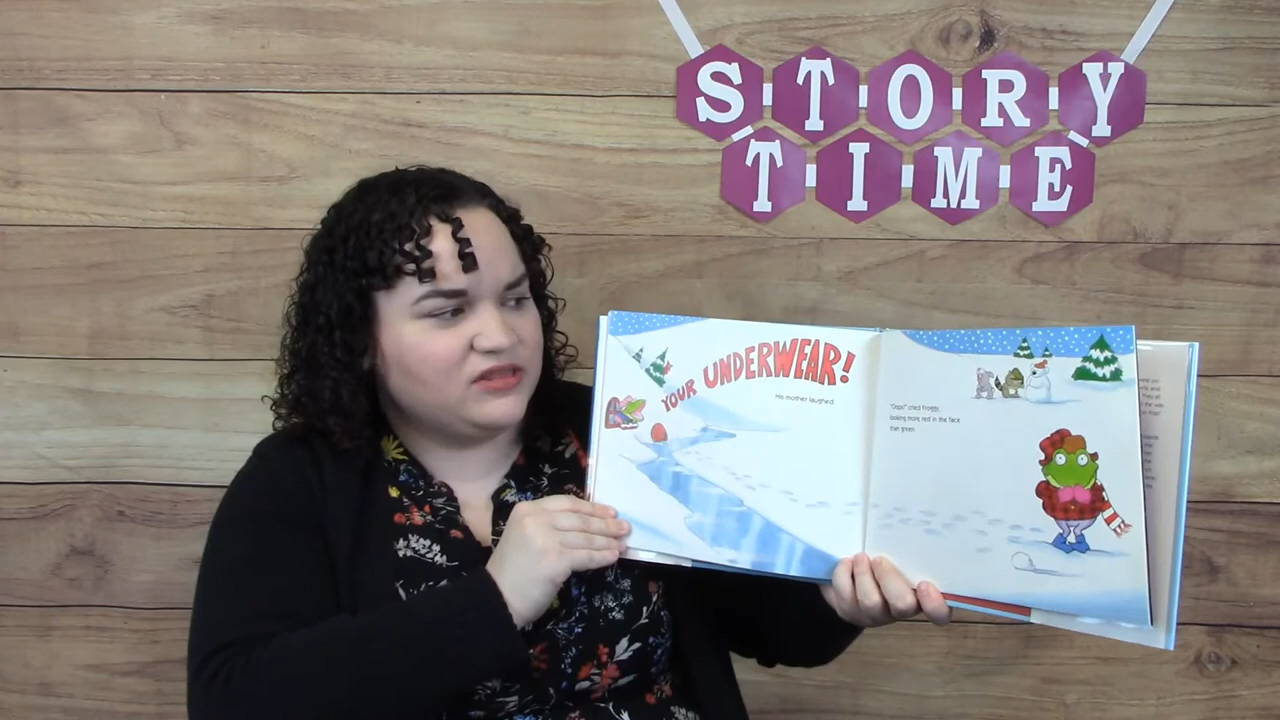 STORY
TIME
YOUR UNDERWEAR!
His mother laughed.
"Oops!" cried Froggy,
looking more red in the face
than green.